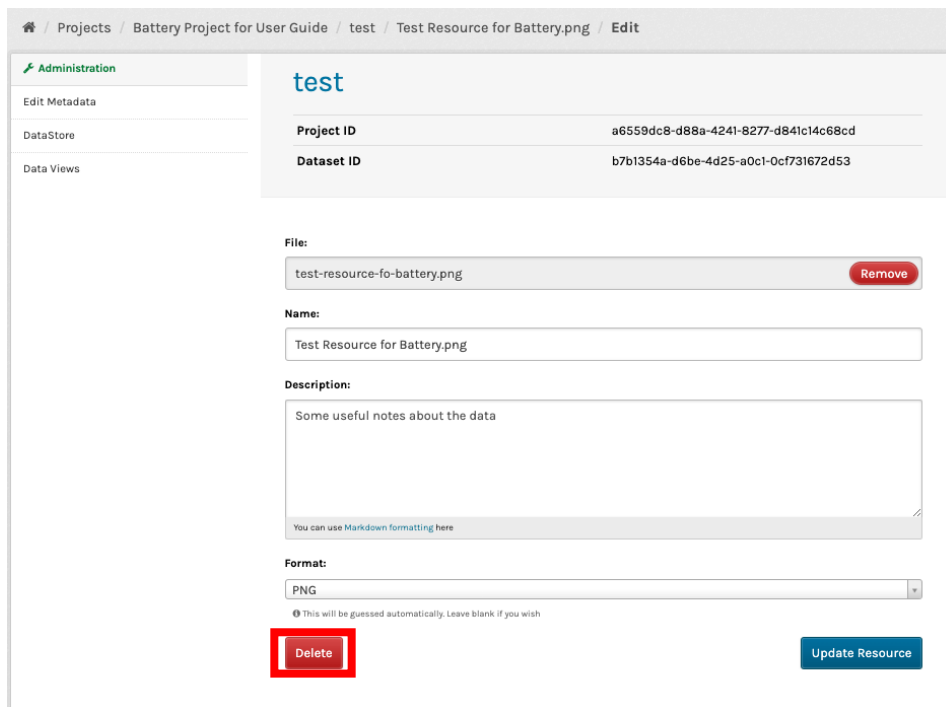 / Projects / Battery Project for User Guide / test / Test Resource for Battery.png / Edit
Administration
Edit Metadata
DataStore
Data Views
test
Project ID a6559dc8-d88a-4241-8277-d841c14c68cd
Dataset ID b7b1354a-d6be-4d25-a0c1-0cf731672d53
File:
test-resource-fo-battery.png Remove
Name:
Test Resource for Battery.png
Description:
Some useful notes about the data
You can use Markdown formatting here
Format:
PNG
This will be guessed automatically. Leave blank if you wish
Delete Update Resource